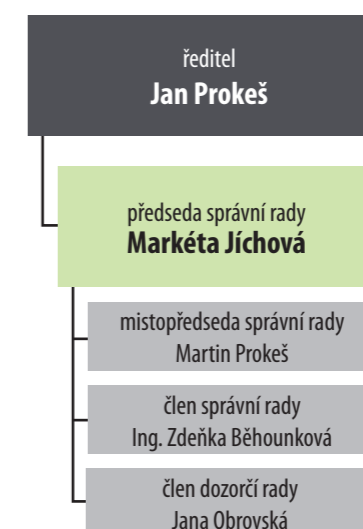 ředitel
Jan Prokeš
předseda správní rady
Markéta Jíchová
mistopředseda správní rady
Martin Prokeš
člen správní rady
Ing. Zdeňka Běhounková
člen dozorčí rady
Jana Obrovská